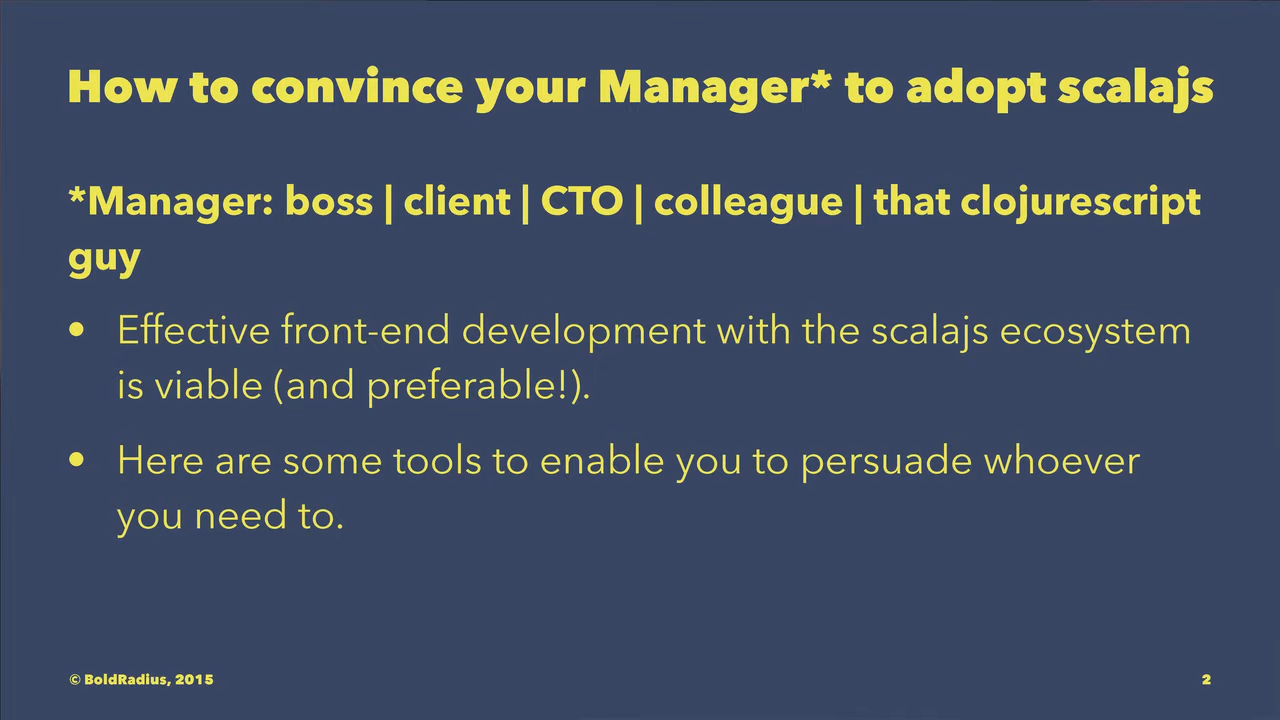 How to convince your Manager* to adopt scalajs
*Manager: boss | client | CTO | colleague | that clojurescript
guy
• Effective front-end development with the scalajs ecosystem
is viable (and preferable!).
• Here are some tools to enable you to persuade whoever
you need to.
© BoldRadius, 2015
2